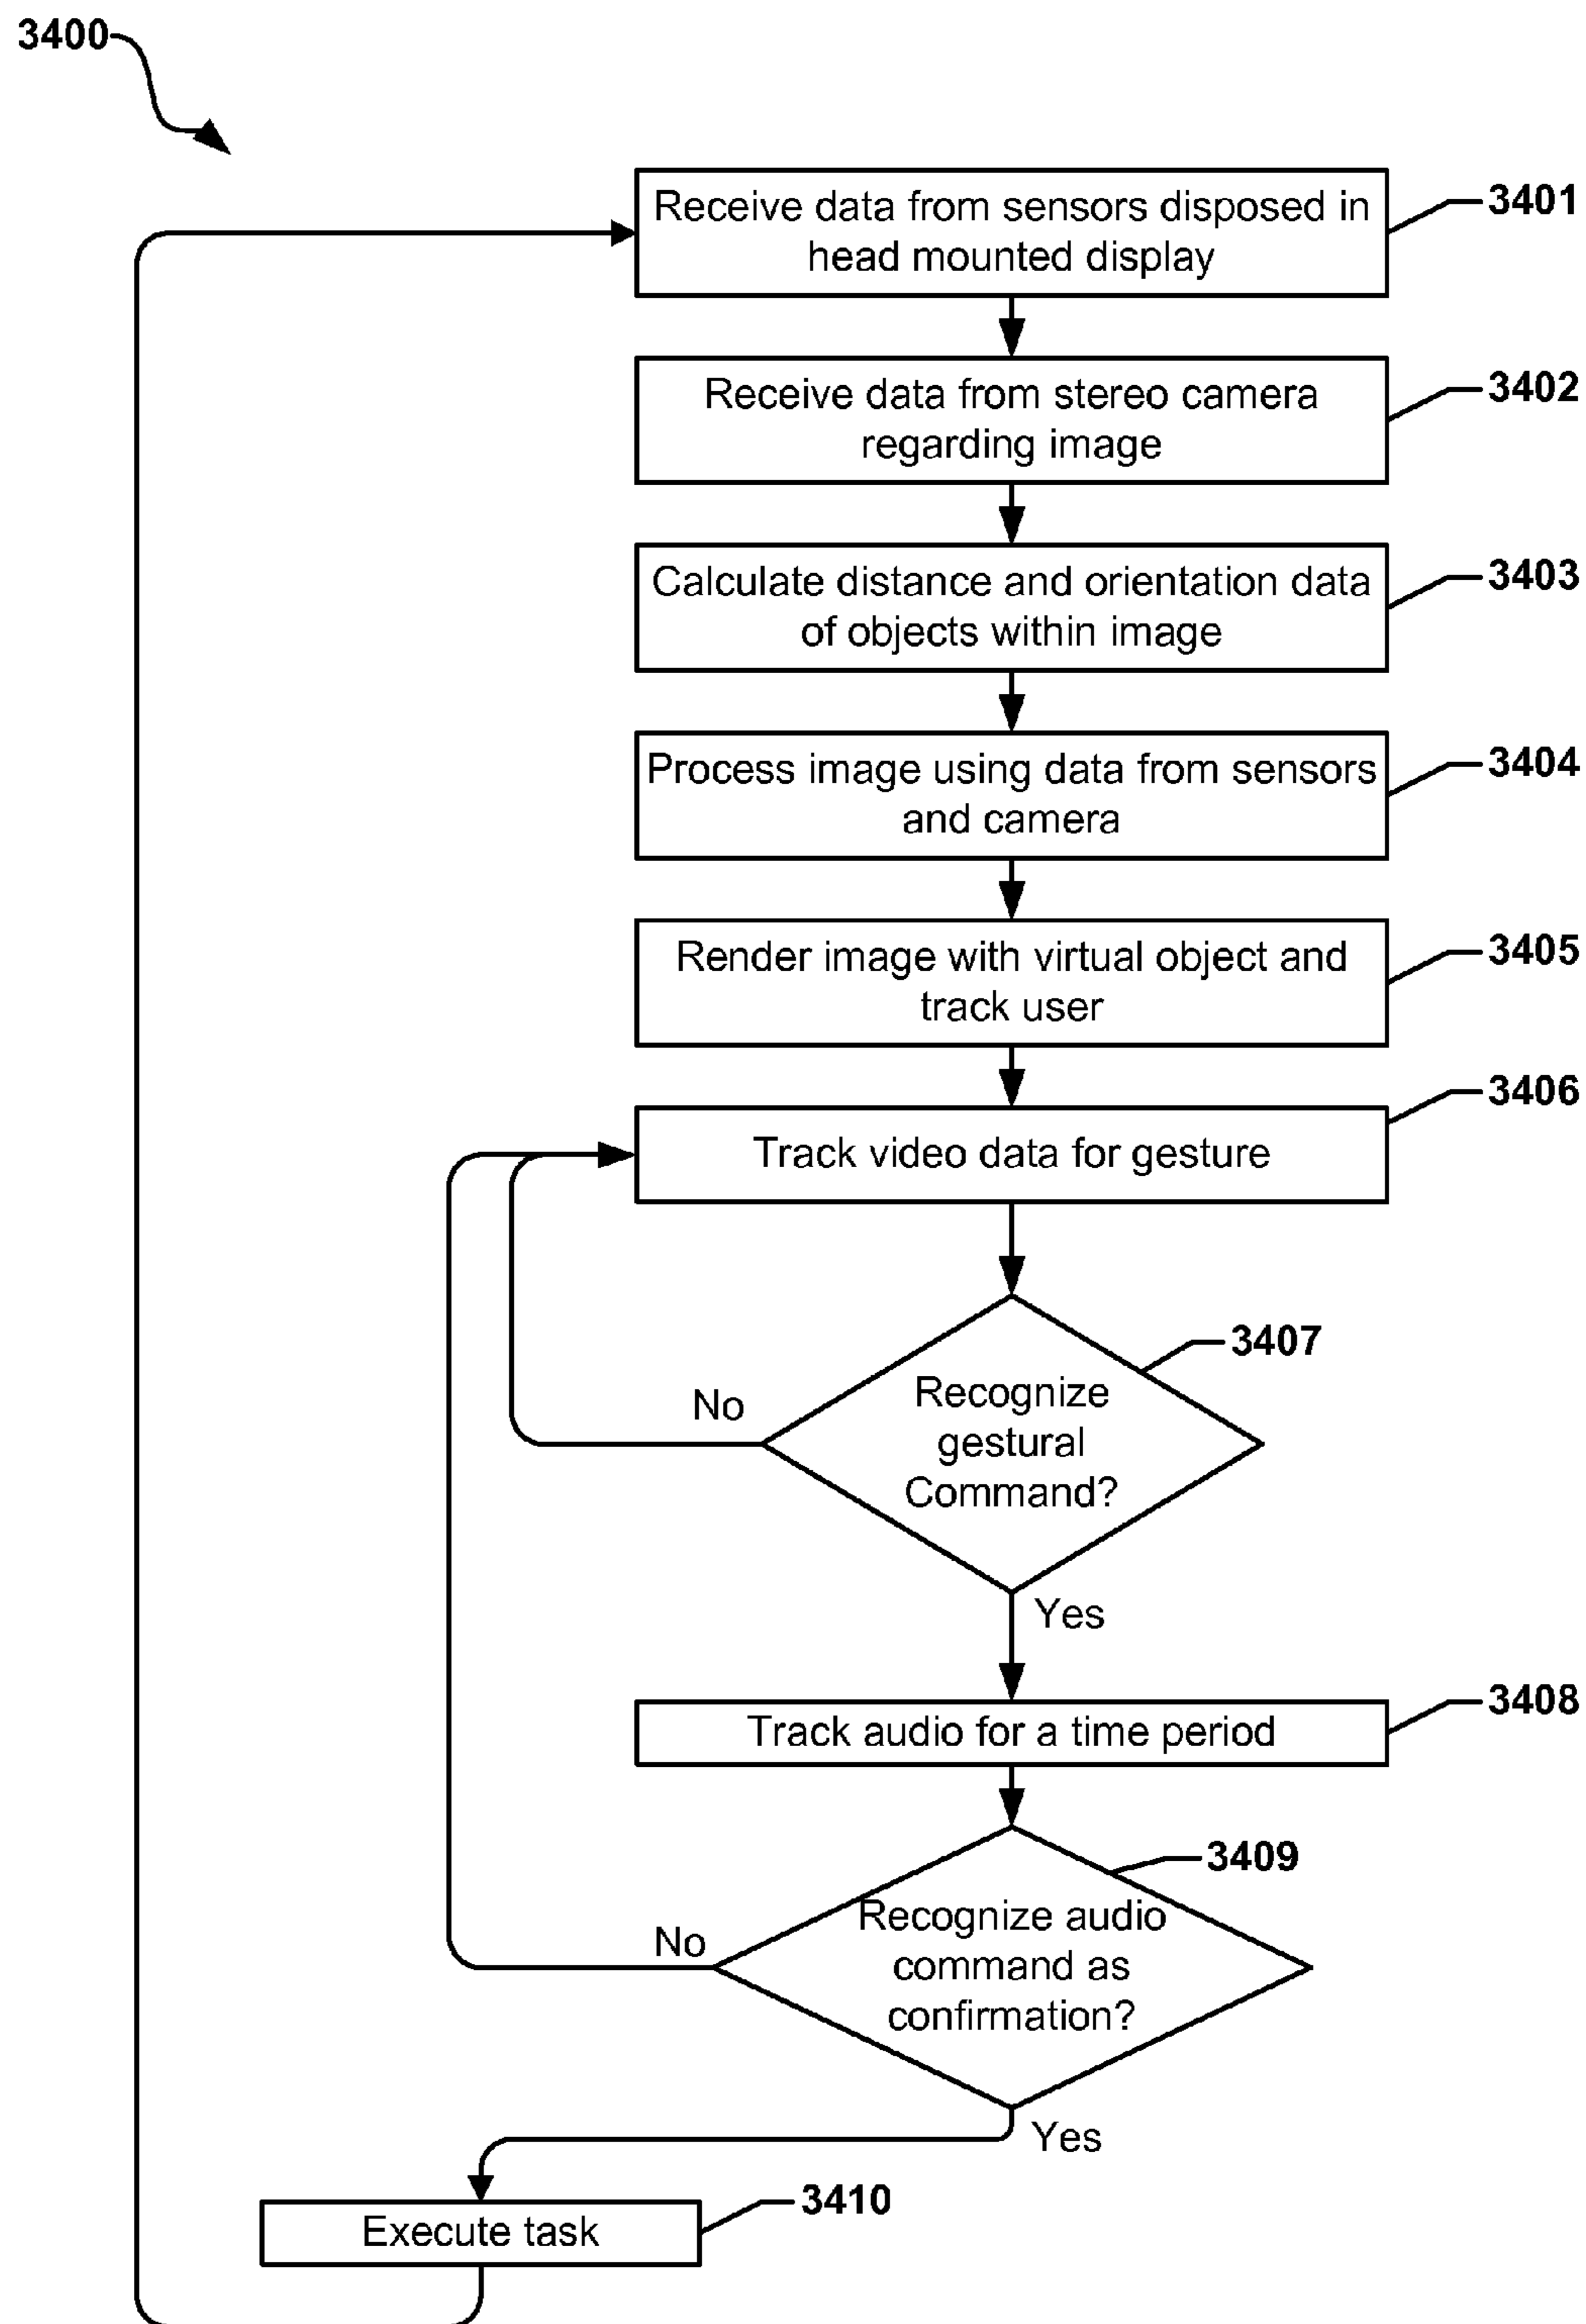 3400
Receive data from sensors disposed in
head mounted display
3401
Receive data from stereo camera
regarding image
3402
Calculate distance and orientation data
of objects within image
3403
Process image using data from sensors
and camera
3404
Render image with virtual object and
track user
3405
Track video data for gesture
3406
Recognize
gestural
Command?
3407
No
Yes
Track audio for a time period
3408
Recognize audio
command as
confirmation?
3409
No
Yes
Execute task
3410